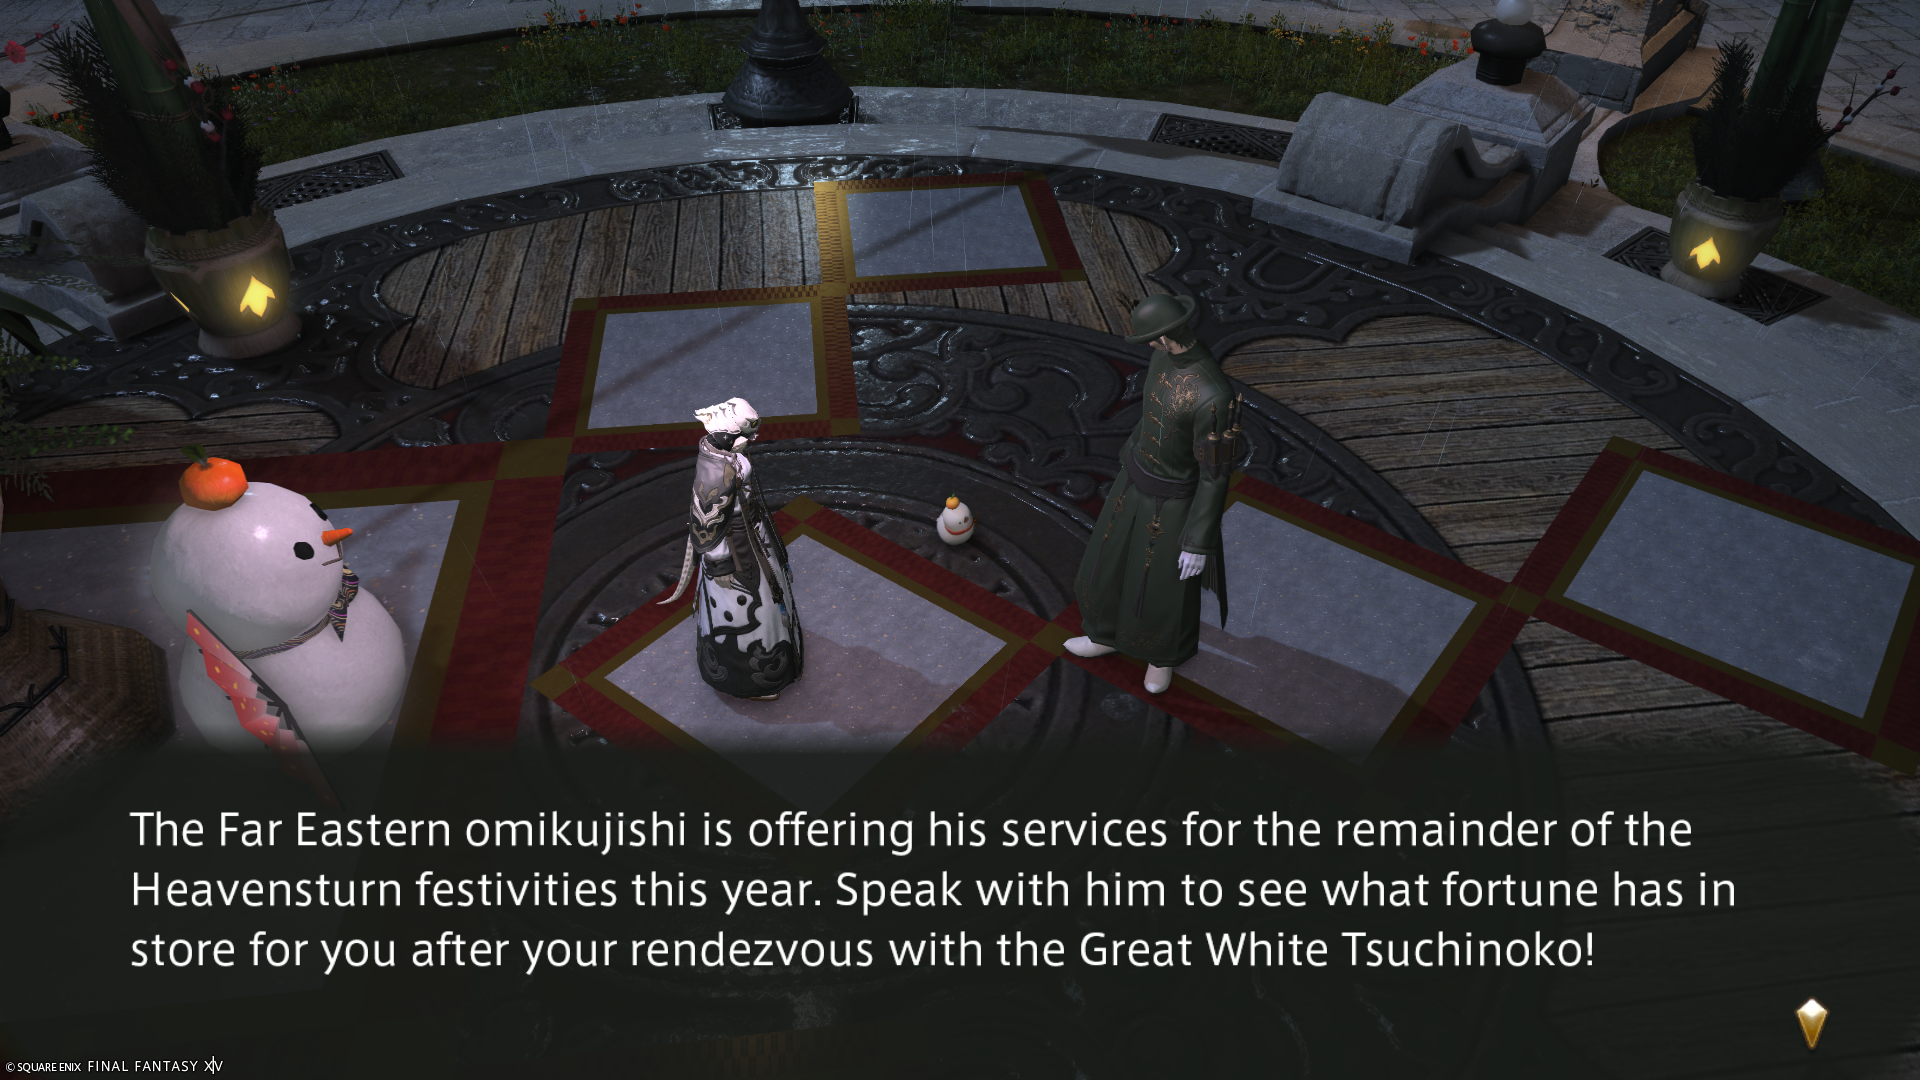 The Far Eastern omikujishi is offering his services for the remainder of the
Heavensturn festivities this year. Speak with him to see what fortune has in
store for you after your rendezvous with the Great White Tsuchinoko!
© SQUARE ENIX FINAL FANTASY XIV